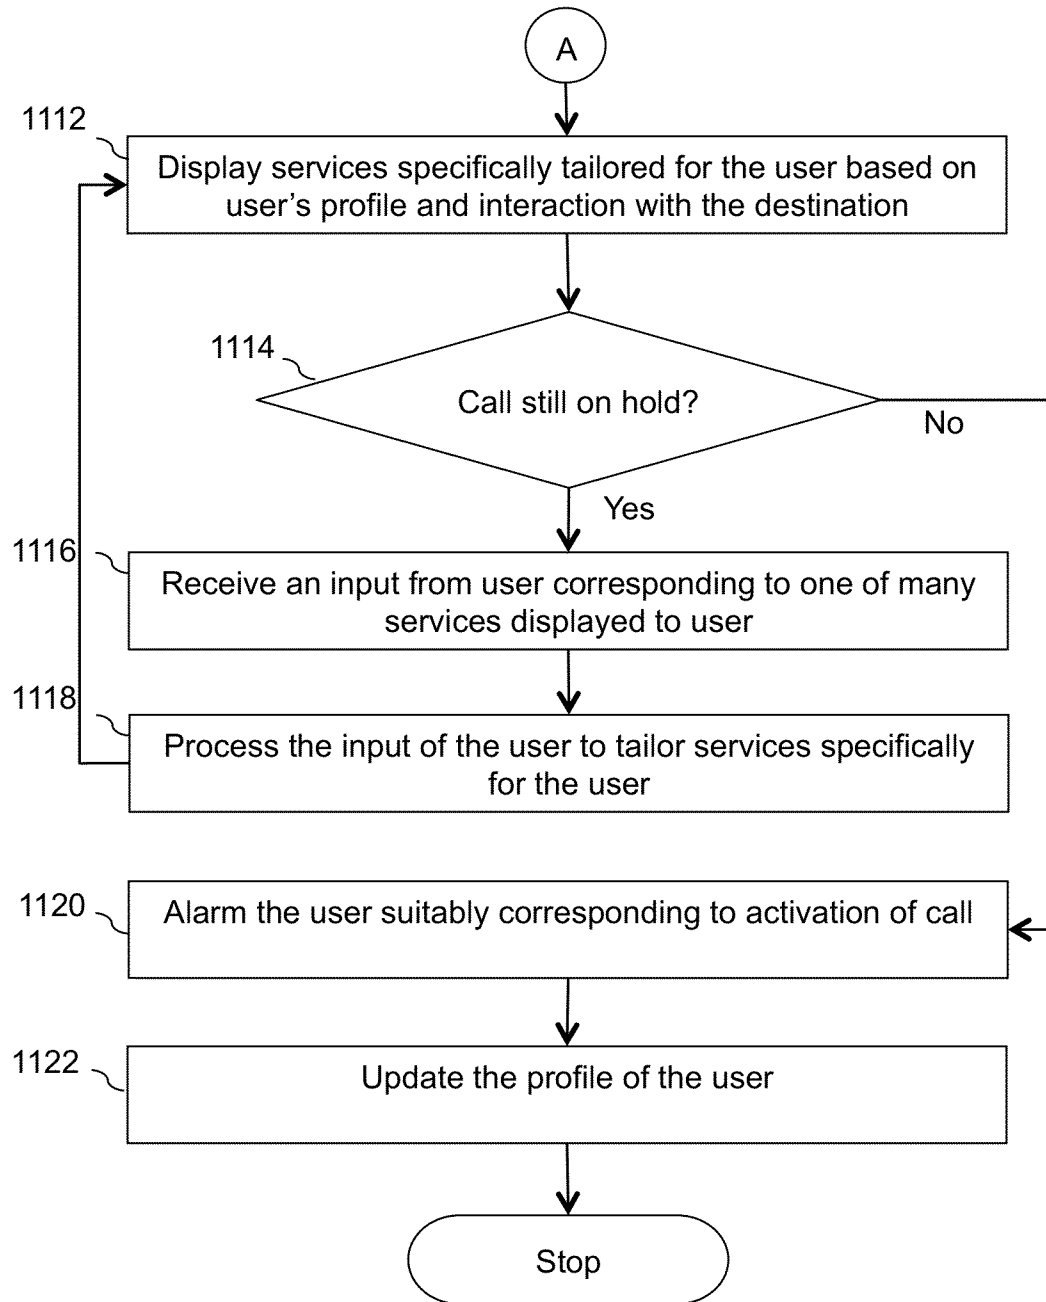 A
1112
Display services specifically tailored for the user based on
user's profile and interaction with the destination
1114
Call still on hold?
No
Yes
1116
Receive an input from user corresponding to one of many
services displayed to user
1118
Process the input of the user to tailor services specifically
for the user
1120
Alarm the user suitably corresponding to activation of call
1122
Update the profile of the user
Stop